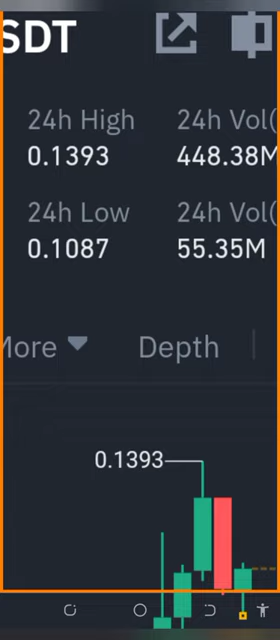 SDT
24h High 24h Vol(
0.1393 448.38M
24h Low 24h Vol(
0.1087 55.35M
More Depth
0.1393